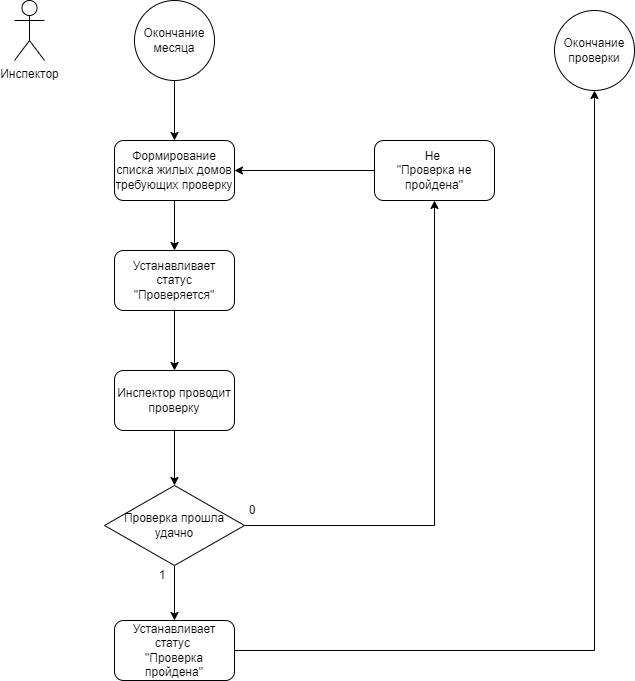 Инспектор
Окончание
месяца
Окончание
проверки
Формирование
списка жилых домов
требующих проверку
Не
"Проверка не
пройдена"
Устанавливает
статус
"Проверяется"
Инспектор проводит
проверку
Проверка прошла
удачно
0
1
Устанавливает
статус
"Проверка
пройдена"